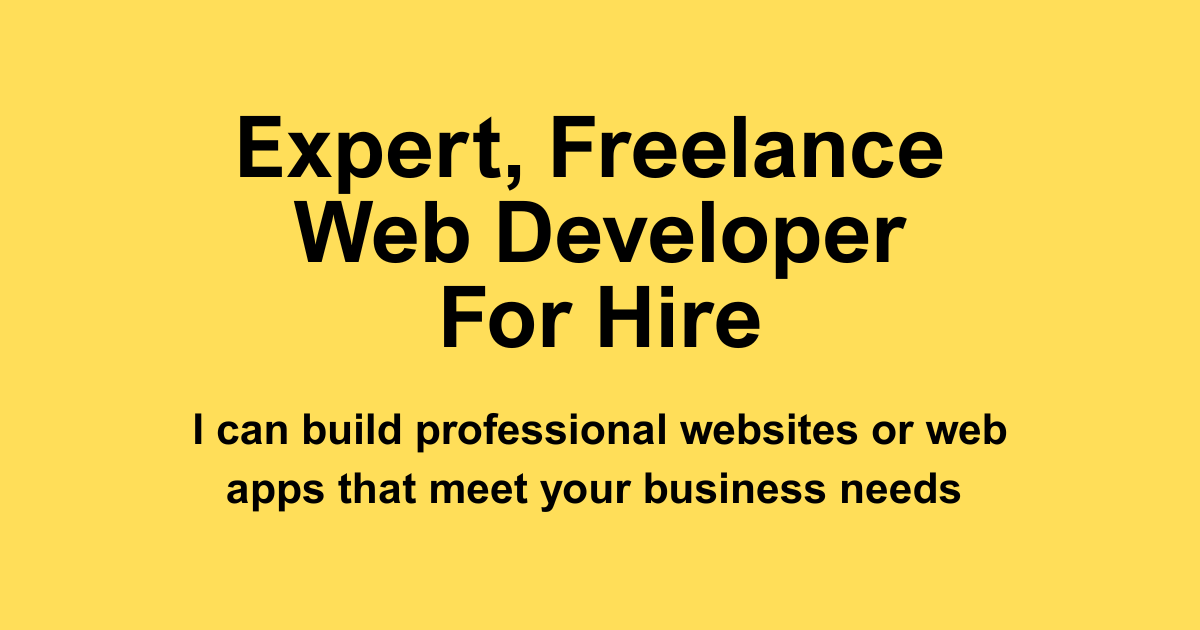 Expert, Freelance
Web Developer
For Hire
I can build professional websites or web
apps that meet your business needs